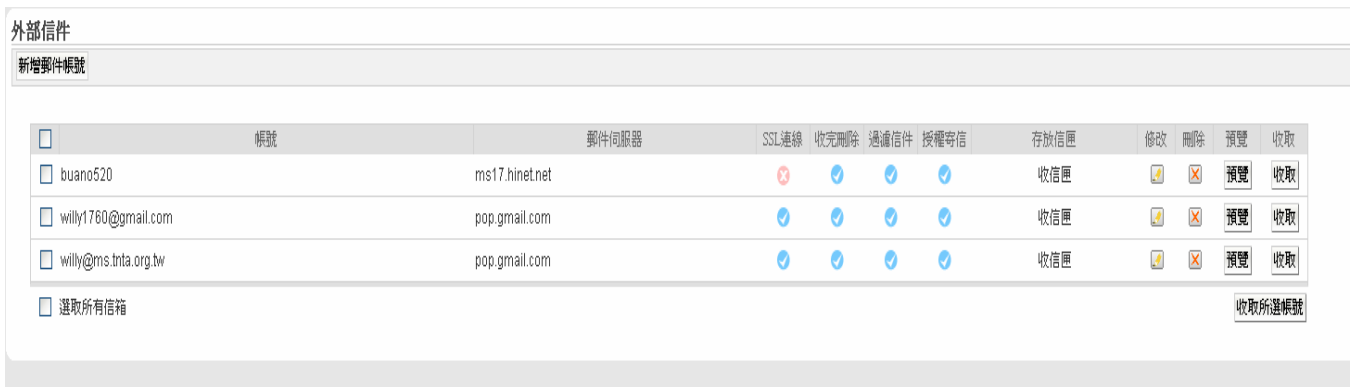 外部信件
新增郵件帳號
帳號 郵件伺服器 SSL連線 收完刪除 過濾信件 授權寄信 存放信匣 修改 刪除 預覽 收取
buano520 ms17.hinet.net 收信匣 預覽 收取
willy1760@gmail.com pop.gmail.com 收信匣 預覽 收取
willy@ms.tnta.org.tw pop.gmail.com 收信匣 預覽 收取
選取所有信箱 收取所選帳號